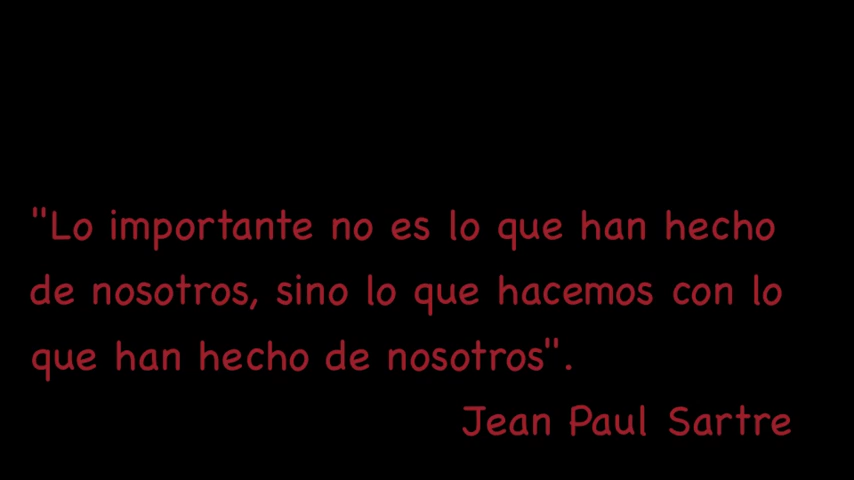 "Lo importante no es lo que han hecho
de nosotros, sino lo que hacemos con lo
que han hecho de nosotros".
Jean Paul Sartre